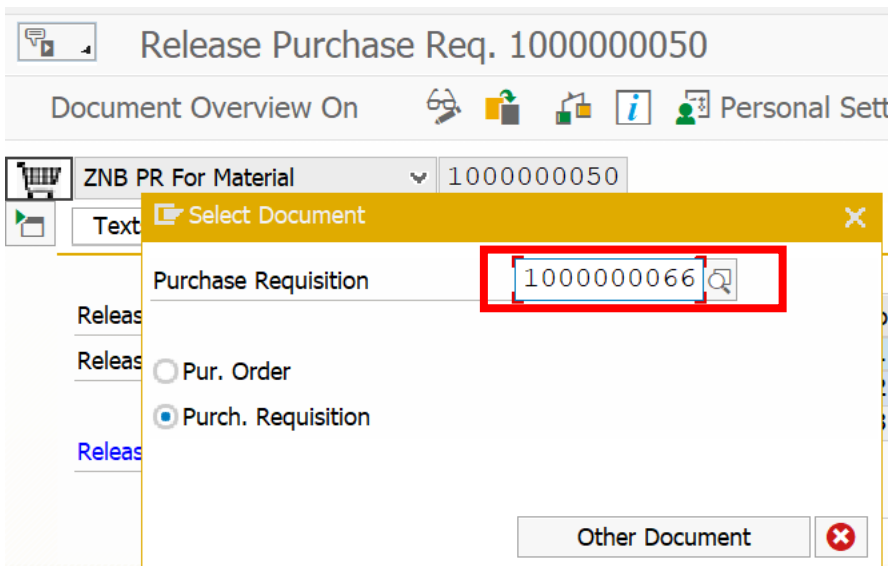 Release Purchase Req. 1000000050
Document Overview On Personal Sett
ZNB PR For Material 1000000050
Text
Select Document
Purchase Requisition 1000000066
Releas
Releas
Pur. Order
Purch. Requisition
Releas
Other Document